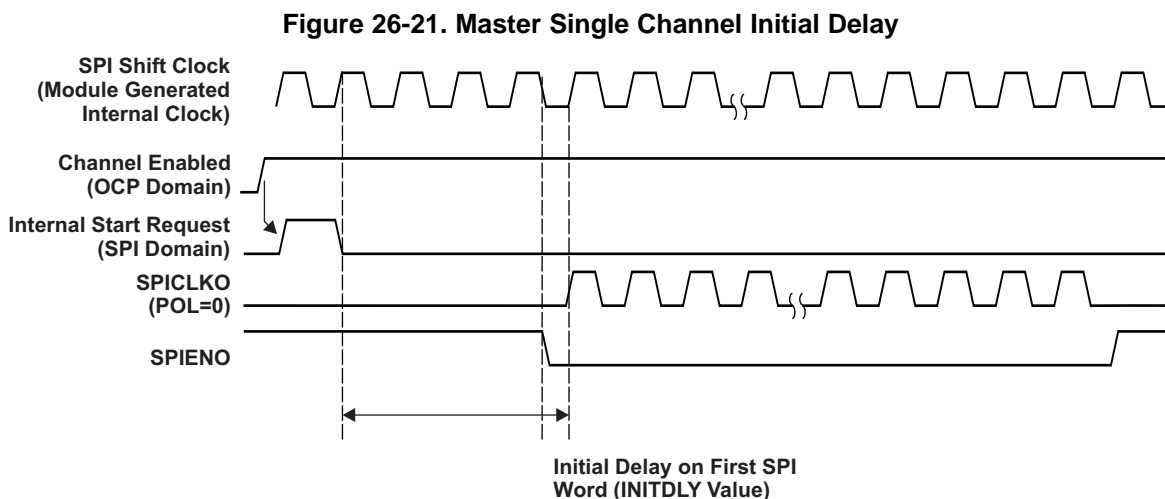 Figure 26-21. Master Single Channel Initial Delay
SPI Shift Clock
(Module Generated
Internal Clock)
Channel Enabled
(OCP Domain)
Internal Start Request
(SPI Domain)
SPICLKO
(POL=0)
SPIENO
Initial Delay on First SPI
Word (INITDLY Value)